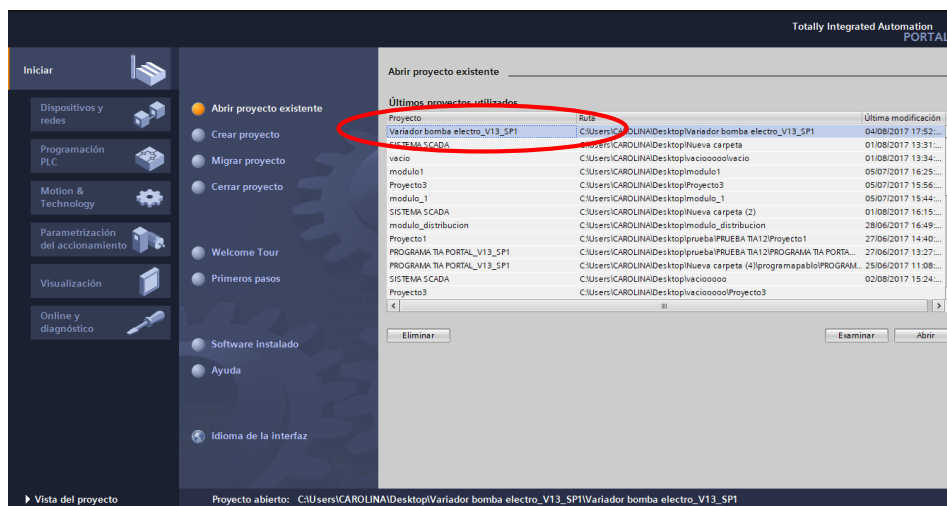 Totally Integrated Automation
PORTAL
Iniciar
Dispositivos y
redes
Programación
PLC
Motion &
Technology
Parametrización
del accionamiento
Visualización
Online y
diagnóstico
Abrir proyecto existente
Crear proyecto
Migrar proyecto
Cerrar proyecto
Welcome Tour
Primeros pasos
Software instalado
Ayuda
Idioma de la interfaz
Abrir proyecto existente
Últimos proyectos utilizados
Proyecto Ruta Última modificación
Variador bomba electro_V13_SP1 C:\Users\CAROLINA\Desktop\Variador bomba electro_V13_SP1 04/08/2017 17:52:...
SISTEMA SCADA C:\Users\CAROLINA\Desktop\Nueva carpeta 01/08/2017 13:31:...
vacio C:\Users\CAROLINA\Desktop\vaciooooo\vacio 01/08/2017 13:34:...
modulo1 C:\Users\CAROLINA\Desktop\modulo1 05/07/2017 16:25:...
Proyecto3 C:\Users\CAROLINA\Desktop\Proyecto3 05/07/2017 15:56:...
modulo_1 C:\Users\CAROLINA\Desktop\modulo_1 05/07/2017 15:44:...
SISTEMA SCADA C:\Users\CAROLINA\Desktop\Nueva carpeta (2) 01/08/2017 16:15:...
modulo_distribucion C:\Users\CAROLINA\Desktop\modulo_distribucion 28/06/2017 16:49:...
Proyecto1 C:\Users\CAROLINA\Desktop\prueba\PRUEBA TIA12\Proyecto1 27/06/2017 14:40:...
PROGRAMA TIA PORTAL_V13_SP1 C:\Users\CAROLINA\Desktop\prueba\PRUEBA TIA12\PROGRAMA TIA PORTA... 27/06/2017 13:27:...
PROGRAMA TIA PORTAL_V13_SP1 C:\Users\CAROLINA\Desktop\Nueva carpeta (4)\programapablo\PROGRAM... 25/06/2017 11:08:...
SISTEMA SCADA C:\Users\CAROLINA\Desktop\vaciooooo 02/08/2017 15:24:...
Proyecto3 C:\Users\CAROLINA\Desktop\vaciooooo\Proyecto3
Eliminar Examinar Abrir
Vista del proyecto Proyecto abierto: C:\Users\CAROLINA\Desktop\Variador bomba electro_V13_SP1\Variador bomba electro_V13_SP1